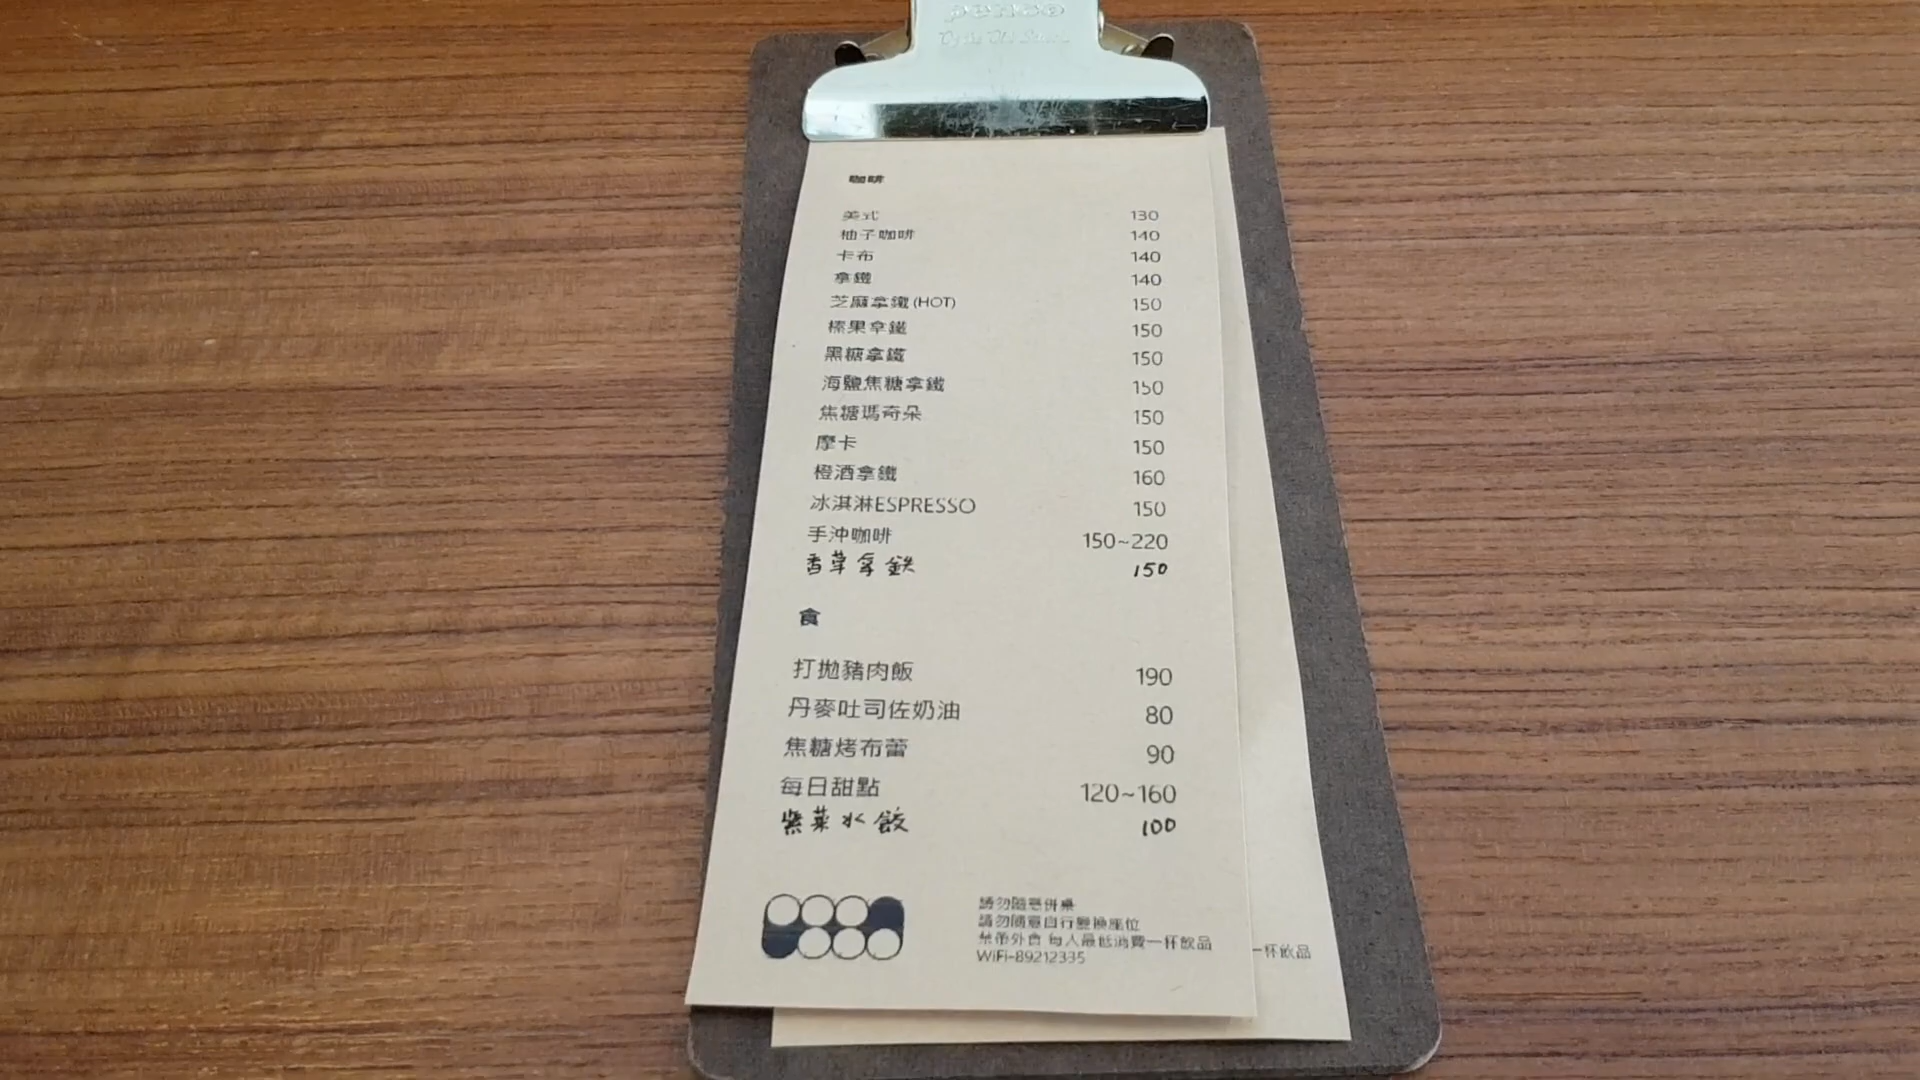 penco
咖啡
美式 130
柚子咖啡 140
卡布 140
拿鐵 140
芝麻拿鐵(HOT) 150
榛果拿鐵 150
黑糖拿鐵 150
海鹽焦糖拿鐵 150
焦糖瑪奇朵 150
摩卡 150
橙酒拿鐵 160
冰淇淋ESPRESSO 150
手沖咖啡 150~220
香草拿鉄 150
食
打拋豬肉飯 190
丹麥吐司佐奶油 80
焦糖烤布蕾 90
每日甜點 120~160
紫菜水餃 100
請勿隨意併桌
請勿隨意自行變換座位
禁帶外食 每人最低消費一杯飲品
WiFi-89212335
一杯飲品